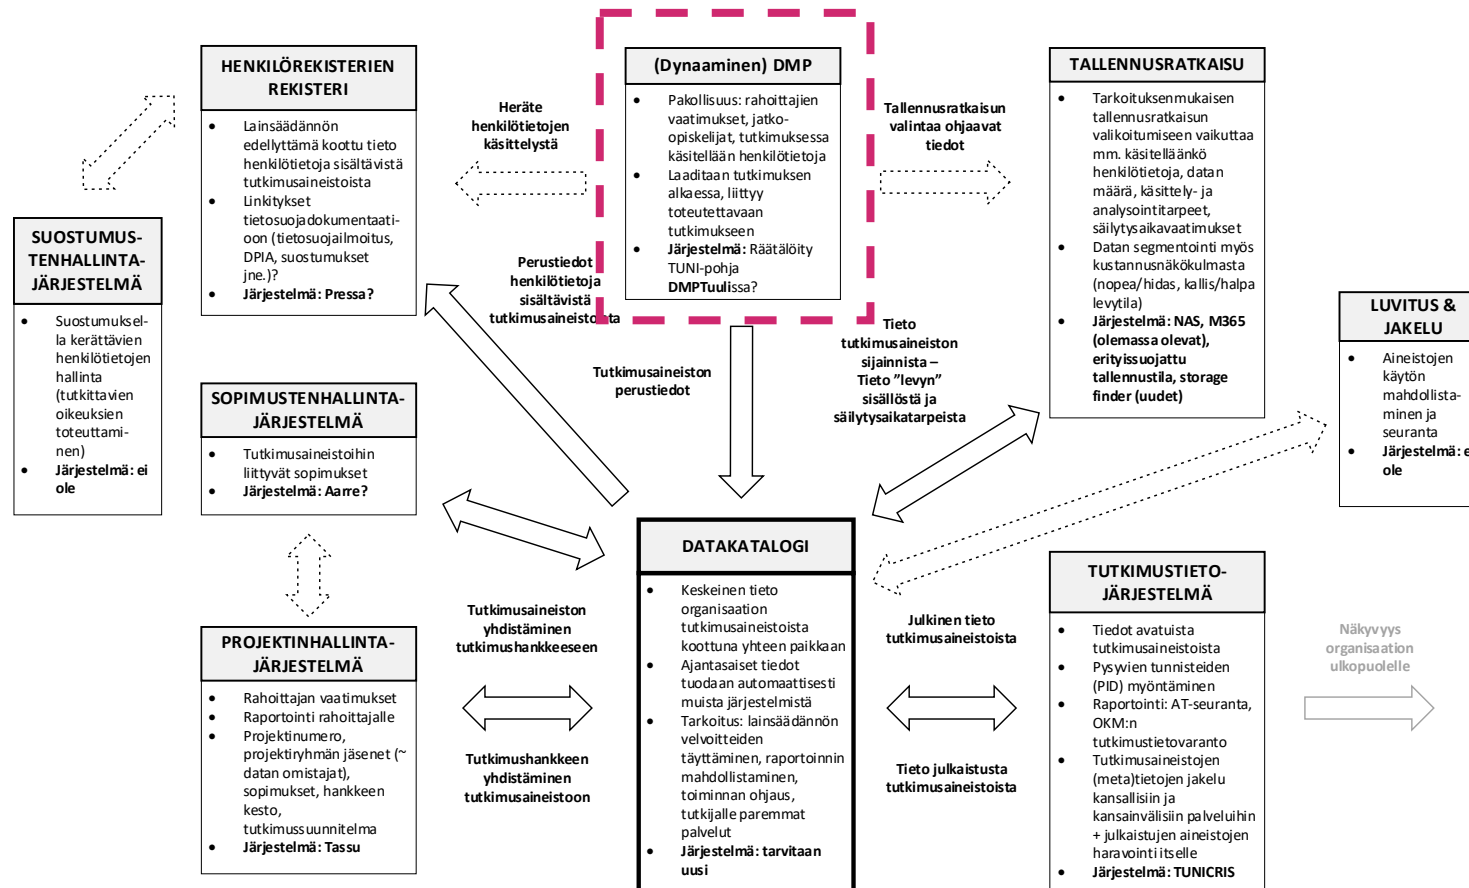 HENKILÖREKISTERIEN
REKISTERI
• Lainsäädännön
edellyttämä koottu tieto
henkilötietoja sisältävistä
tutkimusaineistoista
• Linkitykset
tietosuojadokumentaati-
oon (tietosuojailmoitus,
DPIA, suostumukset
jne.)?
• Järjestelmä: Pressa?
Heräte
henkilötietojen
käsittelystä
(Dynaaminen) DMP
• Pakollisuus: rahoittajien
vaatimukset, jatko-
opiskelijat, tutkimuksessa
käsitellään henkilötietoja
• Laaditaan tutkimuksen
alkaessa, liittyy
toteutettavaan
tutkimukseen
• Järjestelmä: Räätälöity
TUNI-pohja
DMPTuulissa?
Tallennusratkaisun
valintaa ohjaavat
tiedot
TALLENNUSRATKAISU
• Tarkoituksenmukaisen
tallennusratkaisun
valikoitumiseen vaikuttaa
mm. käsitelläänkö
henkilötietoja, datan
määrä, käsittely- ja
analysointitarpeet,
säilytysaikavaatimukset
• Datan segmentointi myös
kustannusnäkökulmasta
(nopea/hidas, kallis/halpa
levytila)
• Järjestelmä: NAS, M365
(olemassa olevat),
erityissuojattu
tallennustila, storage
finder (uudet)
SUOSTUMUS-
TENHALLINTA-
JÄRJESTELMÄ
• Suostumuksel-
la kerättävien
henkilötietojen
hallinta
(tutkittavien
oikeuksien
toteuttami-
nen)
• Järjestelmä: ei
ole
Perustiedot
henkilötietoja
sisältävistä
tutkimusaineistoista
Tutkimusaineiston
perustiedot
Tieto
tutkimusaineiston
sijainnista –
Tieto ”levyn”
sisällöstä ja
säilytysaikatarpeista
LUVITUS &
JAKELU
• Aineistojen
käytön
mahdollista-
minen ja
seuranta
• Järjestelmä: e
ole
SOPIMUSTENHALLINTA-
JÄRJESTELMÄ
• Tutkimusaineistoihin
liittyvät sopimukset
• Järjestelmä: Aarre?
PROJEKTINHALLINTA-
JÄRJESTELMÄ
• Rahoittajan vaatimukset
• Raportointi rahoittajalle
• Projektinumero,
projektiryhmän jäsenet (~
datan omistajat),
sopimukset, hankkeen
kesto,
tutkimussuunnitelma
• Järjestelmä: Tassu
Tutkimusaineiston
yhdistäminen
tutkimushankkeeseen
Tutkimushankkeen
yhdistäminen
tutkimusaineistoon
DATAKATALOGI
• Keskeinen tieto
organisaation
tutkimusaineistoista
koottuna yhteen paikkaan
• Ajantasaiset tiedot
tuodaan automaattisesti
muista järjestelmistä
• Tarkoitus: lainsäädännön
velvoitteiden
täyttäminen, raportoinnin
mahdollistaminen,
toiminnan ohjaus,
tutkijalle paremmat
palvelut
• Järjestelmä: tarvitaan
uusi
Julkinen tieto
tutkimusaineistoista
Tieto julkaistusta
tutkimusaineistoista
TUTKIMUSTIETO-
JÄRJESTELMÄ
• Tiedot avatuista
tutkimusaineistoista
• Pysyvien tunnisteiden
(PID) myöntäminen
• Raportointi: AT-seuranta,
OKM:n
tutkimustietovaranto
• Tutkimusaineistojen
(meta)tietojen jakelu
kansallisiin ja
kansainvälisiin palveluihin
+ julkaistujen aineistojen
haravointi itselle
• Järjestelmä: TUNICRIS
Näkyvyys
organisaation
ulkopuolelle